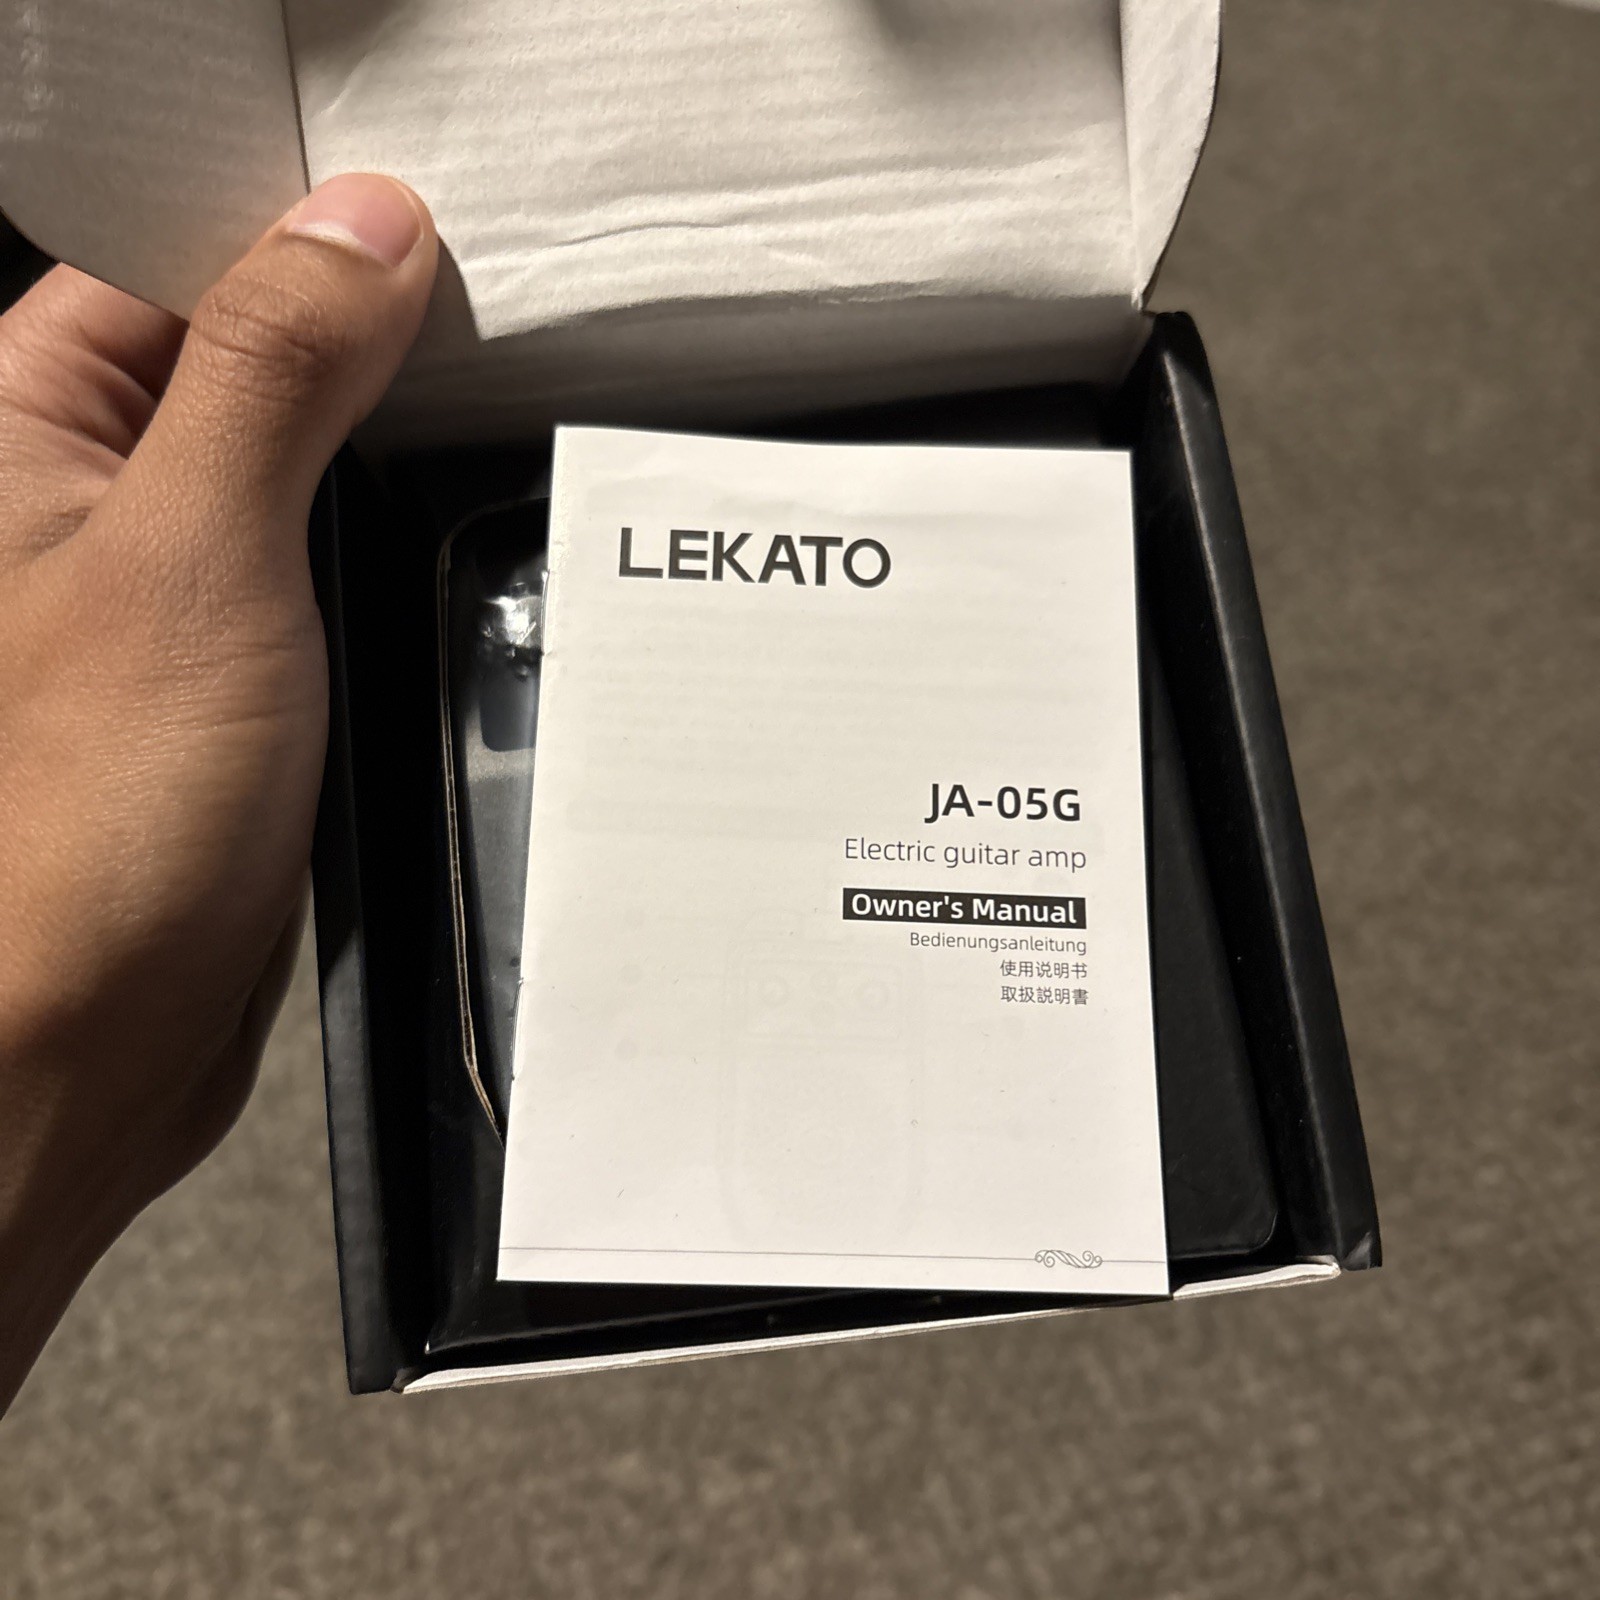 LEKATO
JA-05G
Electric guitar amp
Owner's Manual
Bedienungsanleitung
使用说明书
取扱説明書